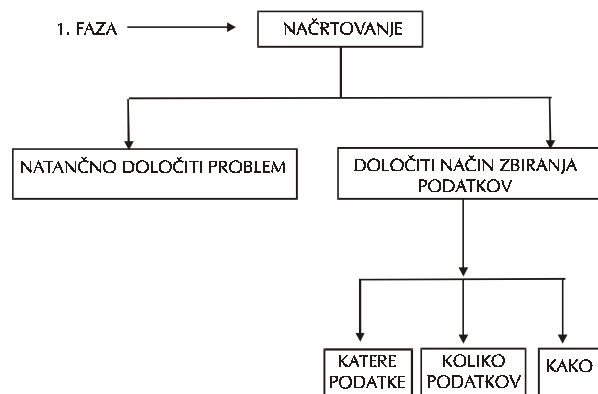 1. FAZA
NAČRTOVANJE
NATANČNO DOLOČITI PROBLEM
DOLOČITI NAČIN ZBIRANJA
PODATKOV
KATERE
PODATKE
KOLIKO
PODATKOV
KAKO